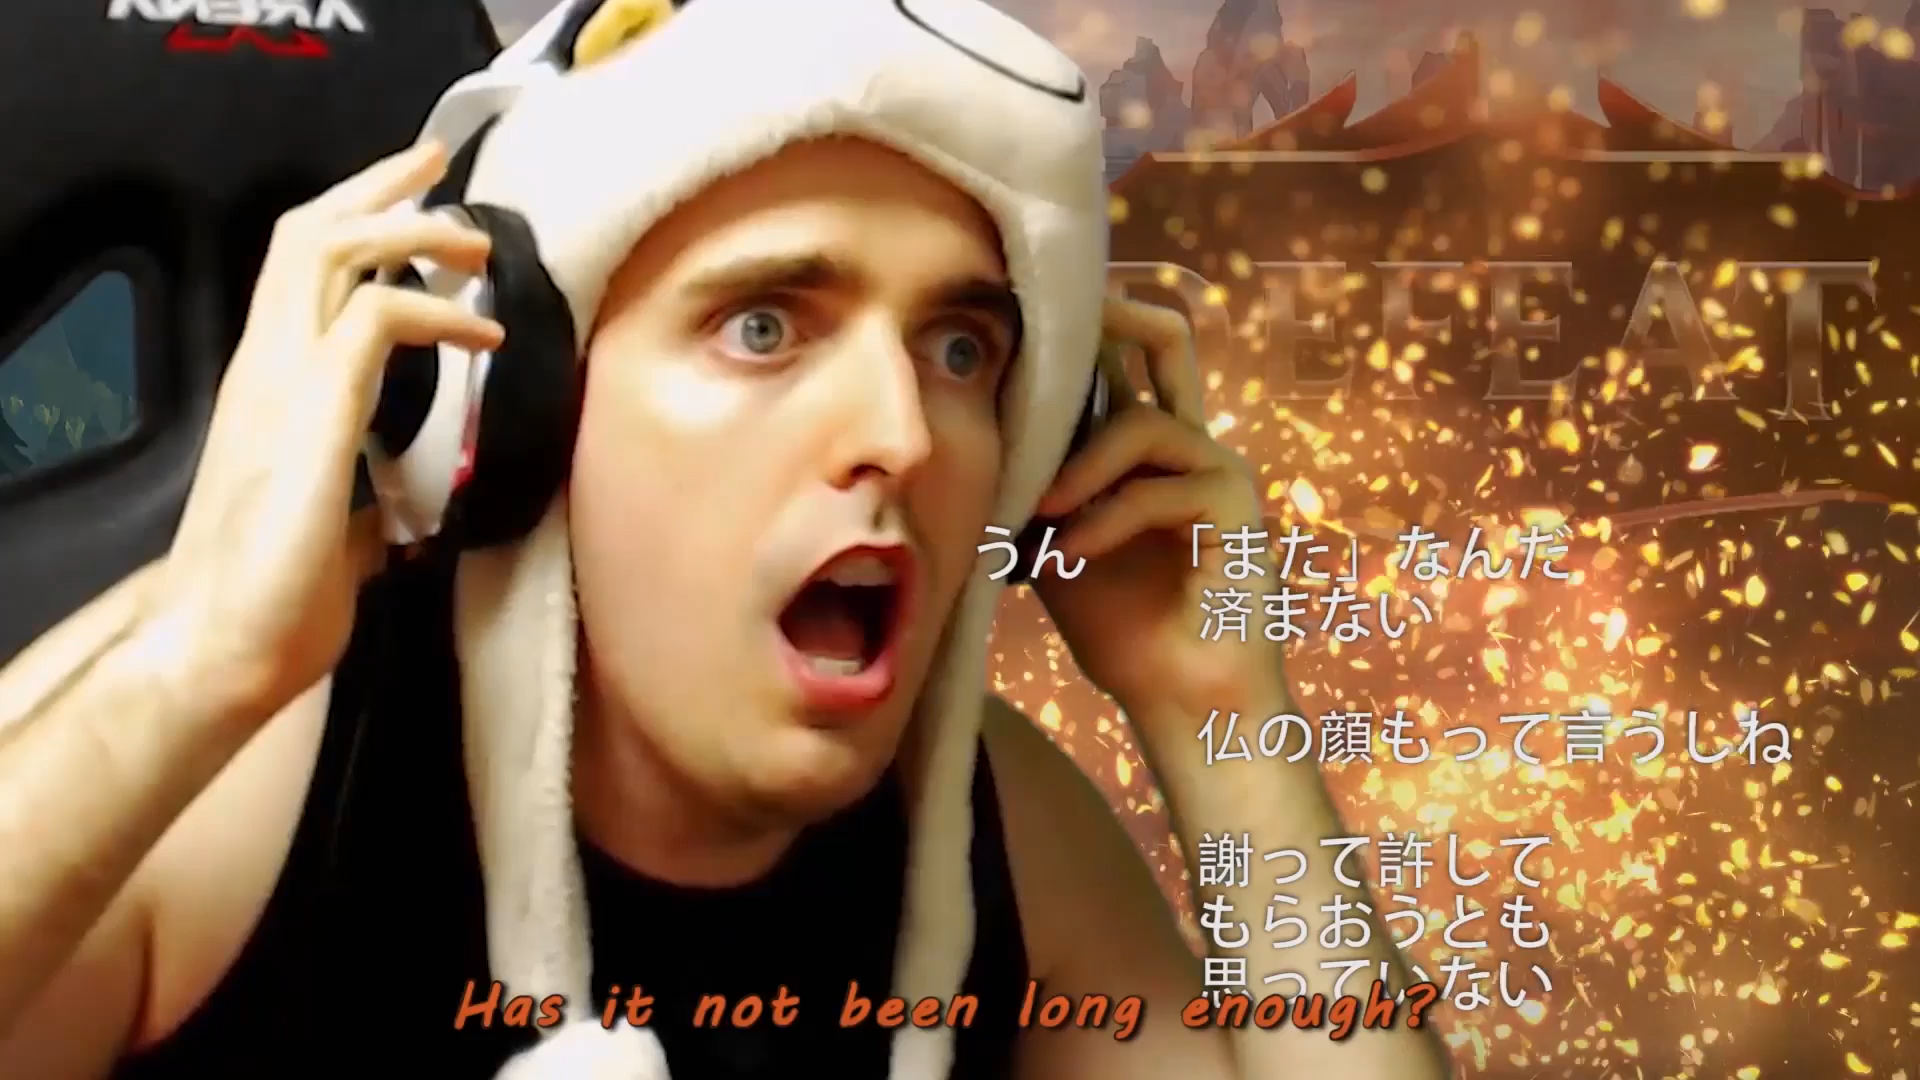 ARENA
DEFEAT
うん 「また」なんだ
済まない
仏の顔もって言うしね
謝って許して
もらおうとも
思っていない
Has it not been long enough?